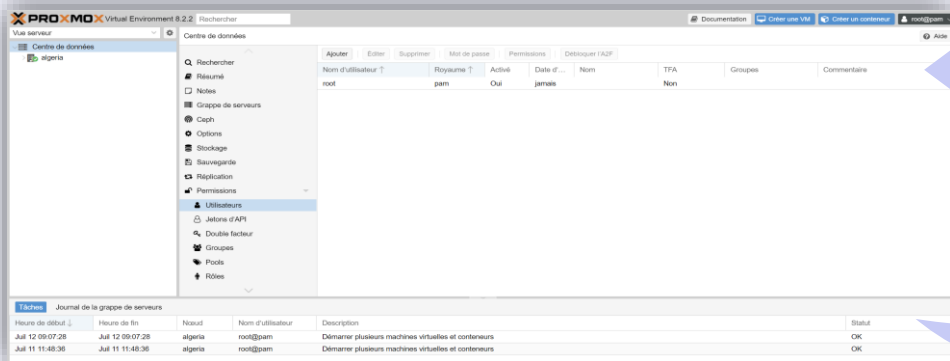 PROXMOX Virtual Environment 8.2.2 Rechercher
Documentation Créer une VM Créer un conteneur root@pam
Vue serveur
Centre de données
Aide
Centre de données
algeria
Rechercher
Résumé
Notes
Grappe de serveurs
Ceph
Options
Stockage
Sauvegarde
Réplication
Permissions
Utilisateurs
Jetons d'API
Double facteur
Groupes
Pools
Rôles
Ajouter Éditer Supprimer Mot de passe Permissions Débloquer l'A2F
Nom d'utilisateur Royaume Activé Date d'... Nom TFA Groupes Commentaire
root pam Oui jamais Non
Tâches Journal de la grappe de serveurs
Heure de début Heure de fin Nœud Nom d'utilisateur Description Statut
Juil 12 09:07:28 Juil 12 09:07:28 algeria root@pam Démarrer plusieurs machines virtuelles et conteneurs OK
Juil 11 11:48:36 Juil 11 11:48:36 algeria root@pam Démarrer plusieurs machines virtuelles et conteneurs OK